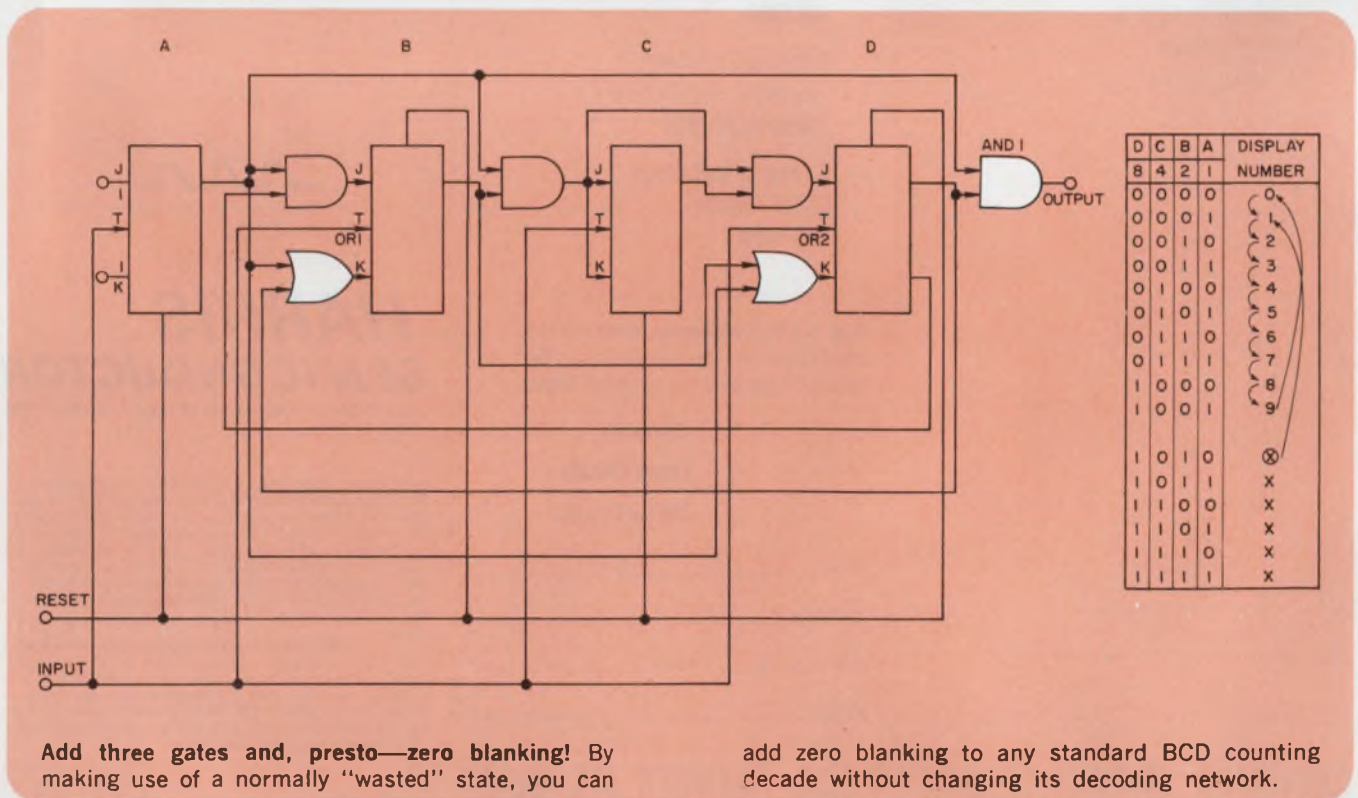 A B C D
J
I
T
I
K
J
T
OR1
K
J
T
K
J
T
OR2
K
AND I
OUTPUT
RESET
INPUT
D C B A DISPLAY
8 4 2 1 NUMBER
0 0 0 0 0
0 0 0 1 1
0 0 1 0 2
0 0 1 1 3
0 1 0 0 4
0 1 0 1 5
0 1 1 0 6
0 1 1 1 7
1 0 0 0 8
1 0 0 1 9
1 0 1 0 X
1 0 1 1 X
1 1 0 0 X
1 1 0 1 X
1 1 1 0 X
1 1 1 1 X
Add three gates and, presto—zero blanking! By
making use of a normally "wasted" state, you can
add zero blanking to any standard BCD counting
decade without changing its decoding network.